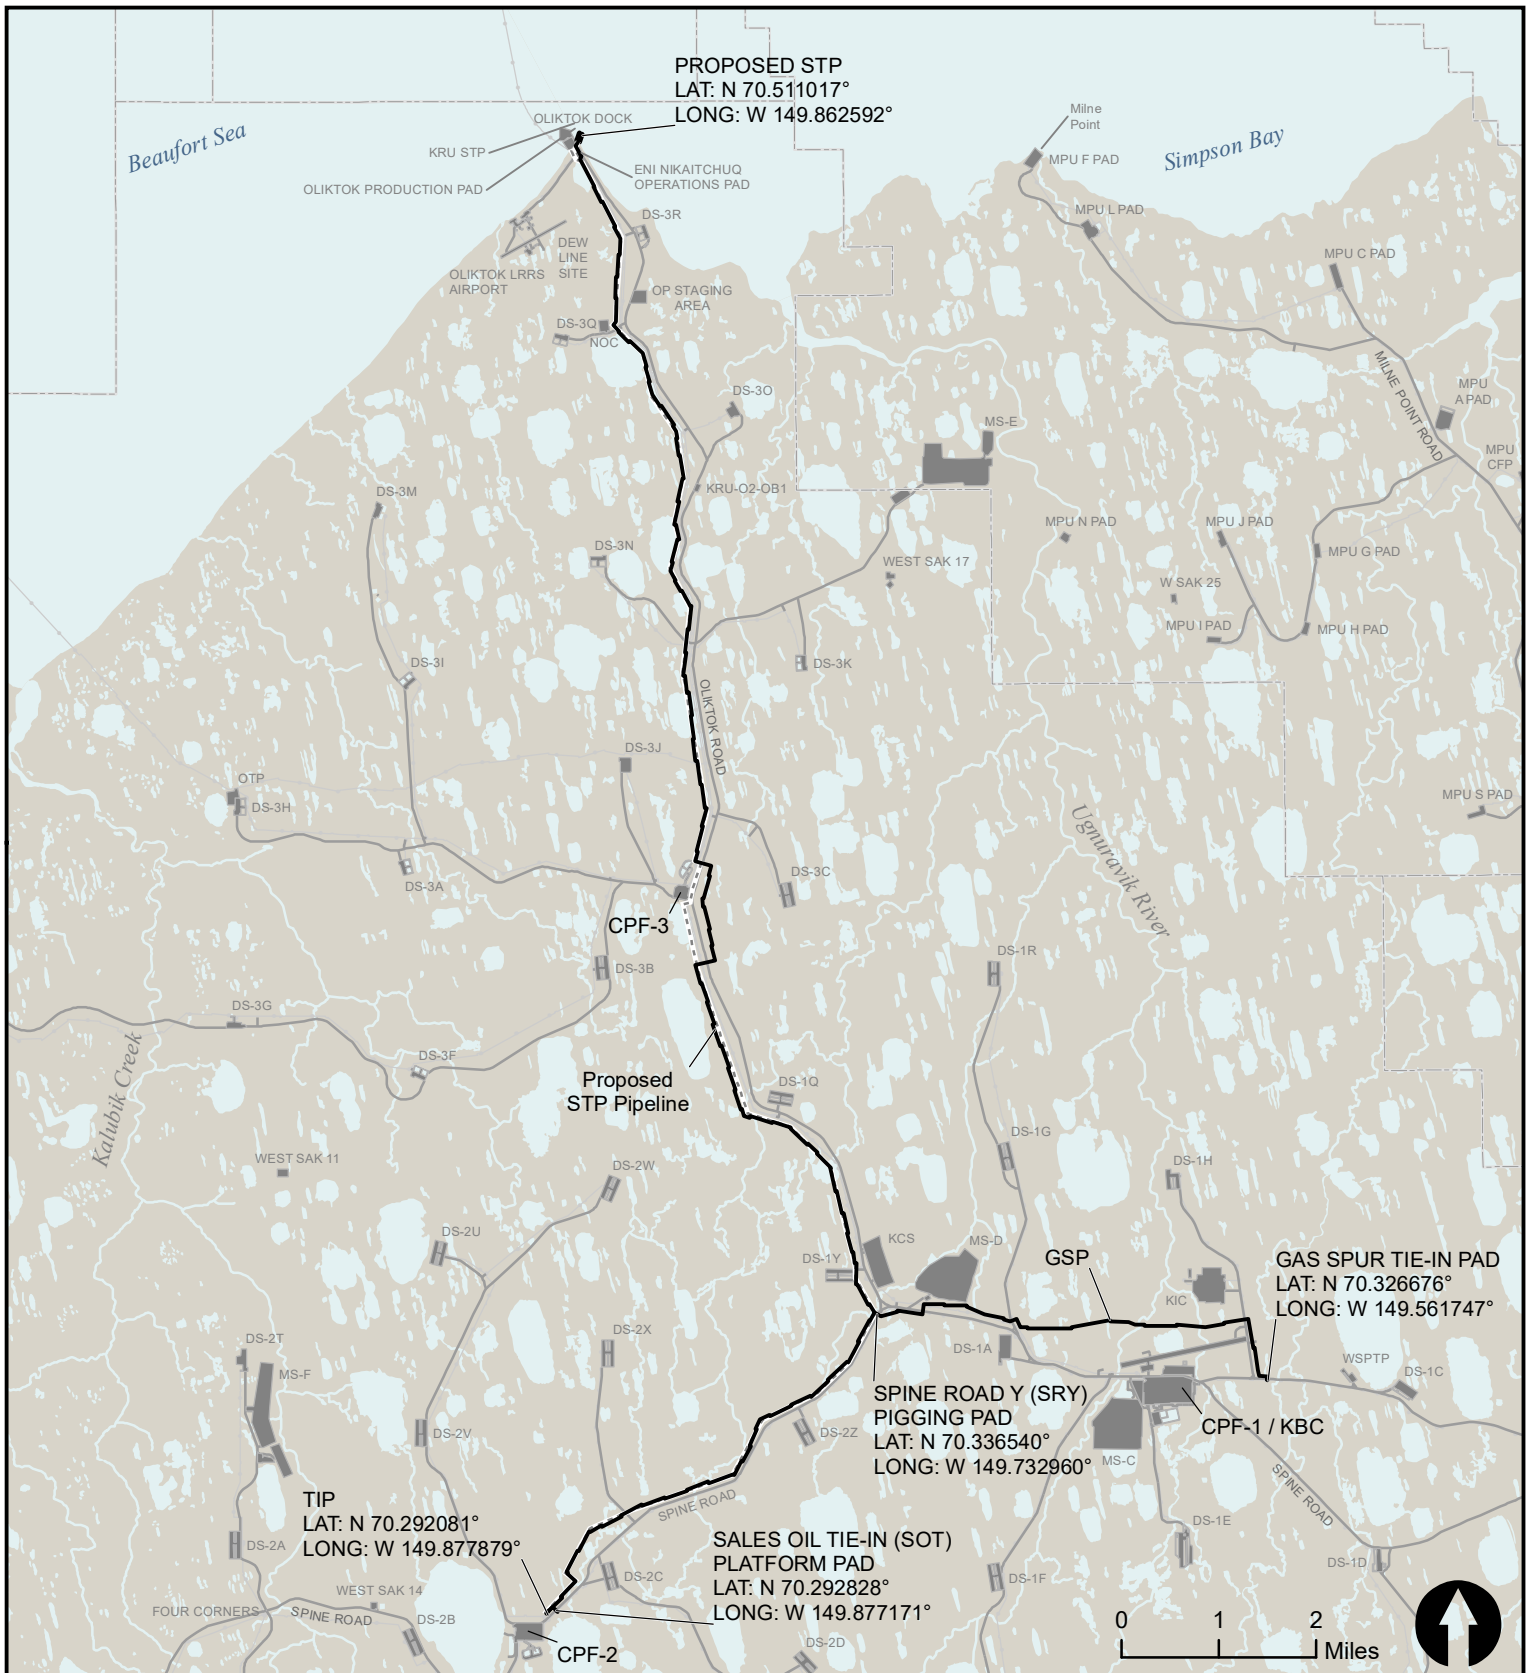 PROPOSED STP
LAT: N 70.511017°
LONG: W 149.862592°
OLIKTOK DOCK
KRU STP
OLIKTOK PRODUCTION PAD
ENI NIKAITCHUQ
OPERATIONS PAD
Beaufort Sea
Milne
Point
MPU F PAD
Simpson Bay
MPU L PAD
MPU C PAD
DS-3R
DEW
LINE
SITE
OLIKTOK LRRS
AIRPORT
OP STAGING
AREA
DS-3Q
NOC
MILNE POINT ROAD
MPU
A PAD
MPU
CFP
DS-3O
MS-E
KRU-O2-OB1
DS-3M
DS-3N
WEST SAK 17
MPU N PAD
MPU J PAD
MPU G PAD
W SAK 25
MPU I PAD
MPU H PAD
DS-3I
DS-3K
OLIKTOK ROAD
DS-3J
OTP
DS-3H
MPU S PAD
Ugnuravik River
DS-3A
DS-3C
CPF-3
DS-3B
DS-1R
DS-3G
Kalubik Creek
DS-3F
Proposed
STP Pipeline
DS-1Q
DS-1G
DS-1H
WEST SAK 11
DS-2W
DS-2U
KCS
MS-D
DS-1Y
GSP
KIC
GAS SPUR TIE-IN PAD
LAT: N 70.326676°
LONG: W 149.561747°
DS-2T
MS-F
DS-2X
DS-1A
WSPTP
DS-1C
SPINE ROAD Y (SRY)
PIGGING PAD
LAT: N 70.336540°
LONG: W 149.732960°
CPF-1 / KBC
MS-C
DS-2V
DS-2Z
SPINE ROAD
TIP
LAT: N 70.292081°
LONG: W 149.877879°
SPINE ROAD
SALES OIL TIE-IN (SOT)
PLATFORM PAD
LAT: N 70.292828°
LONG: W 149.877171°
DS-2A
DS-1E
DS-1D
DS-2C
DS-1F
WEST SAK 14
FOUR CORNERS
SPINE ROAD
DS-2B
CPF-2
DS-2D
0 1 2
Miles